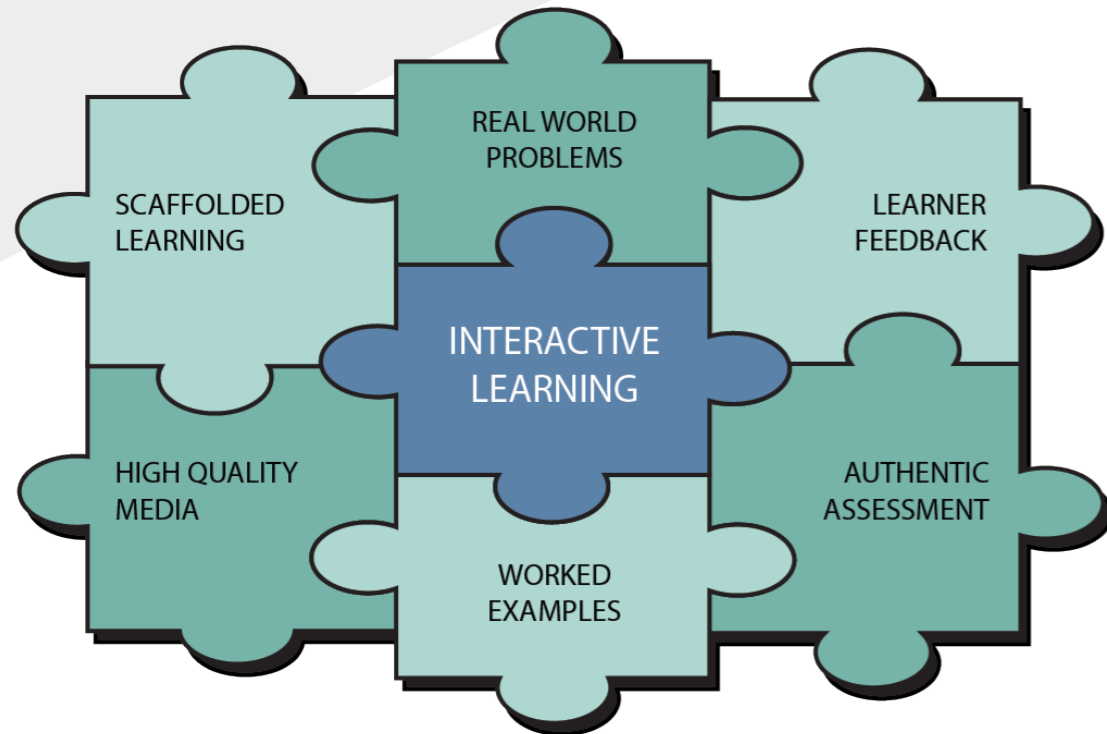 REAL WORLD
PROBLEMS
SCAFFOLDED
LEARNING
LEARNER
FEEDBACK
INTERACTIVE
LEARNING
HIGH QUALITY
MEDIA
AUTHENTIC
ASSESSMENT
WORKED
EXAMPLES